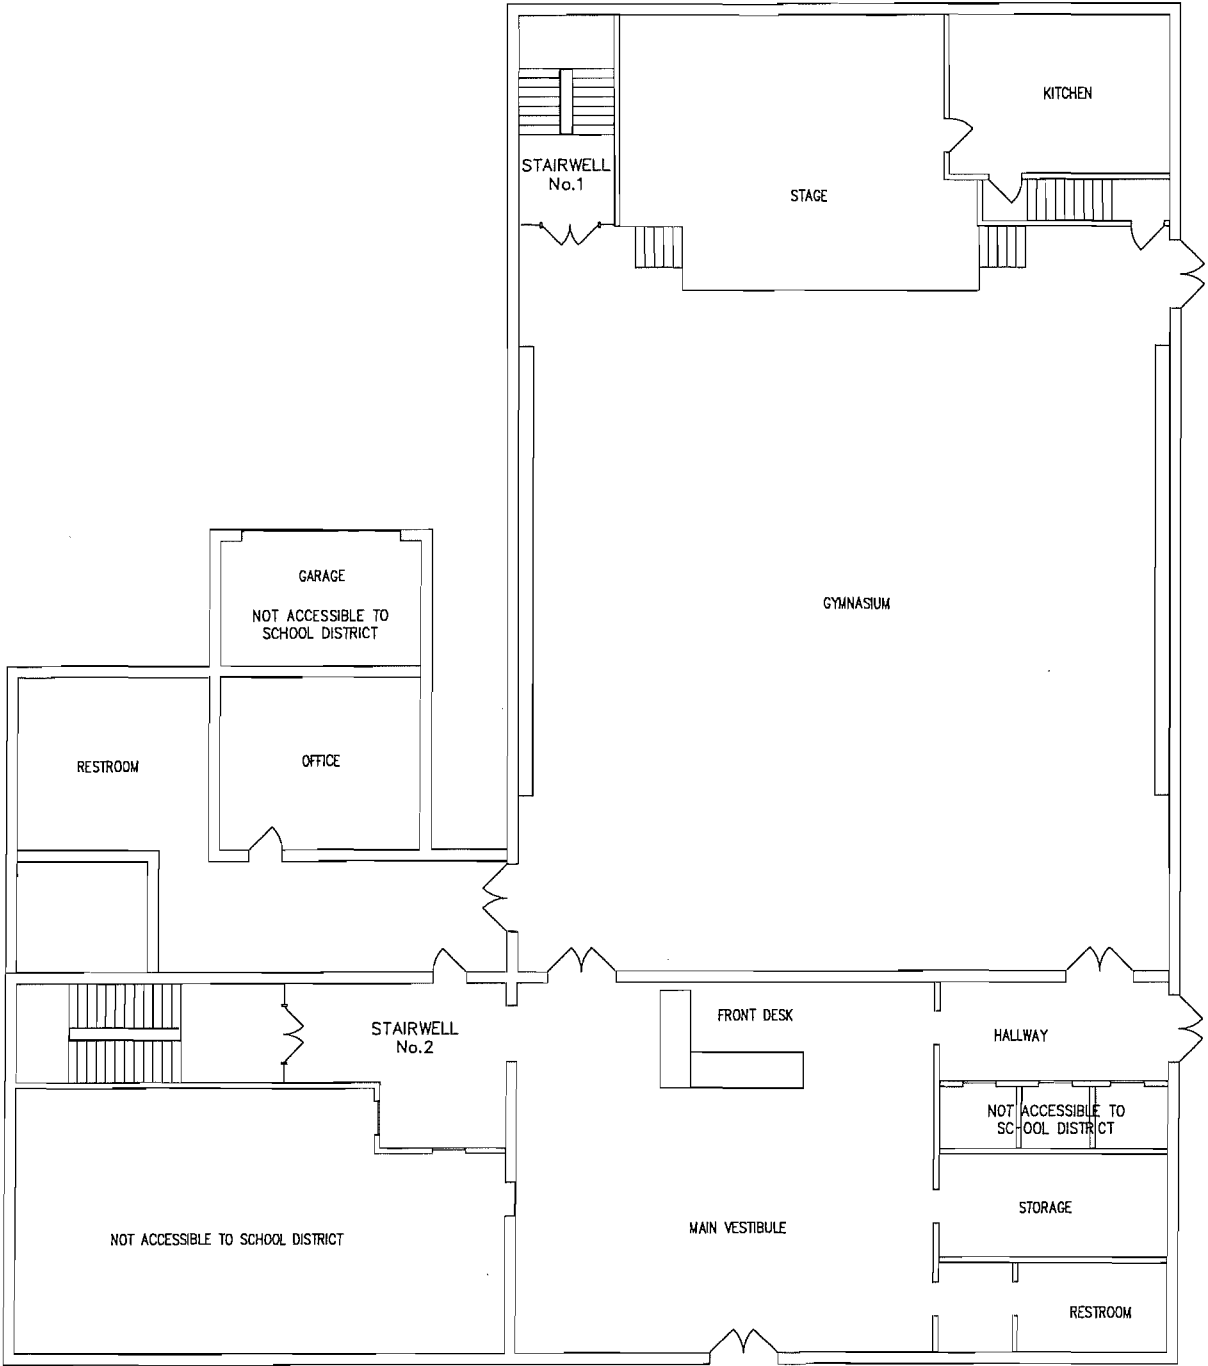 KITCHEN
STAIRWELL
No.1
STAGE
GARAGE
NOT ACCESSIBLE TO
SCHOOL DISTRICT
GYMNASIUM
RESTROOM
OFFICE
FRONT DESK
STAIRWELL
No.2
HALLWAY
NOT ACCESSIBLE TO
SCHOOL DISTRICT
STORAGE
MAIN VESTIBULE
NOT ACCESSIBLE TO SCHOOL DISTRICT
RESTROOM